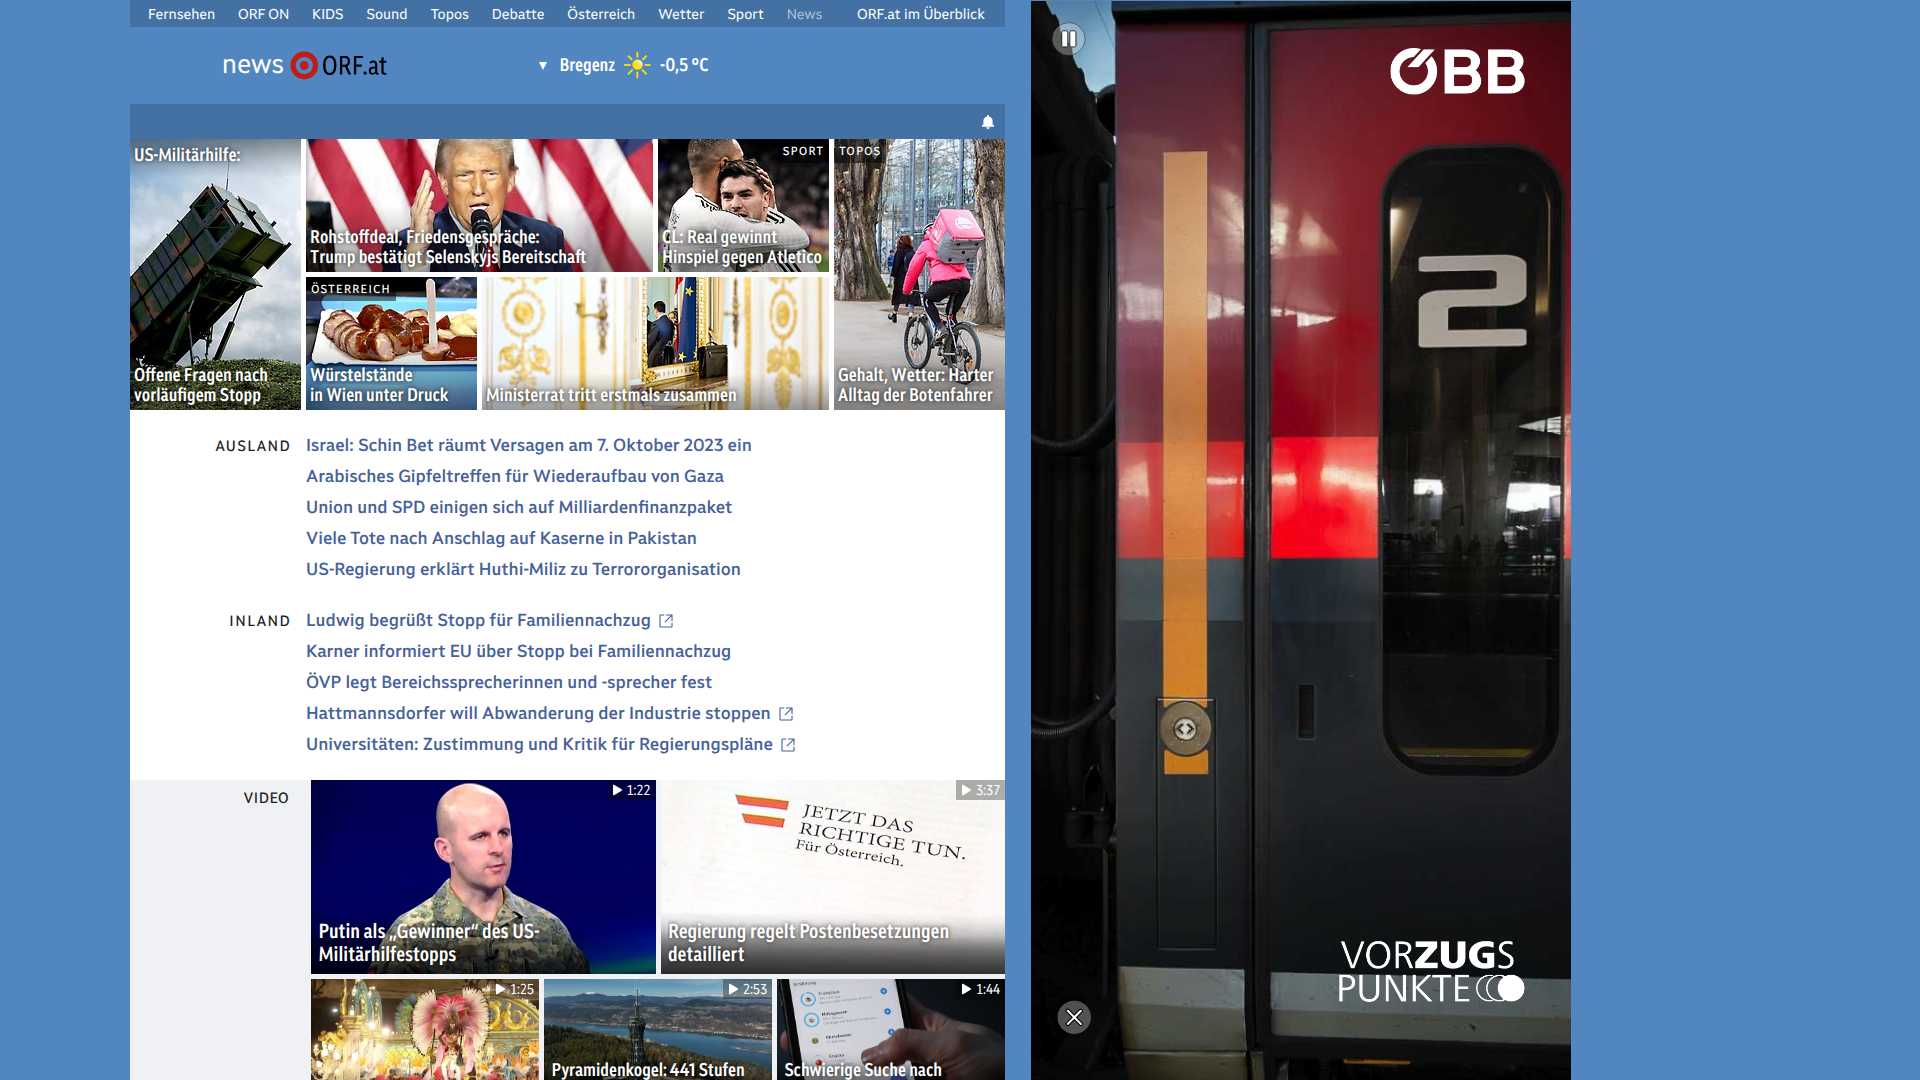 Fernsehen ORF ON KIDS Sound Topos Debatte Österreich Wetter Sport News ORF.at im Überblick
news ORF.at
Bregenz -0,5 °C
US-Militärhilfe:
Offene Fragen nach
vorläufigem Stopp
Rohstoffdeal, Friedensgespräche:
Trump bestätigt Selenskyjs Bereitschaft
SPORT
CL: Real gewinnt
Hinspiel gegen Atletico
TOPOS
Gehalt, Wetter: Harter
Alltag der Botenfahrer
ÖSTERREICH
Würstelstände
in Wien unter Druck
Ministerrat tritt erstmals zusammen
AUSLAND
Israel: Schin Bet räumt Versagen am 7. Oktober 2023 ein
Arabisches Gipfeltreffen für Wiederaufbau von Gaza
Union und SPD einigen sich auf Milliardenfinanzpaket
Viele Tote nach Anschlag auf Kaserne in Pakistan
US-Regierung erklärt Huthi-Miliz zu Terrororganisation
INLAND
Ludwig begrüßt Stopp für Familiennachzug
Karner informiert EU über Stopp bei Familiennachzug
ÖVP legt Bereichssprecherinnen und -sprecher fest
Hattmannsdorfer will Abwanderung der Industrie stoppen
Universitäten: Zustimmung und Kritik für Regierungspläne
VIDEO
1:22
Putin als „Gewinner“ des US-
Militärhilfestopps
3:37
JETZT DAS
RICHTIGE TUN.
Für Österreich.
Regierung regelt Postenbesetzungen
detailliert
1:25
2:53
Pyramidenkogel: 441 Stufen
1:44
Schwierige Suche nach
ÖBB
2
VORZUGS
PUNKTE